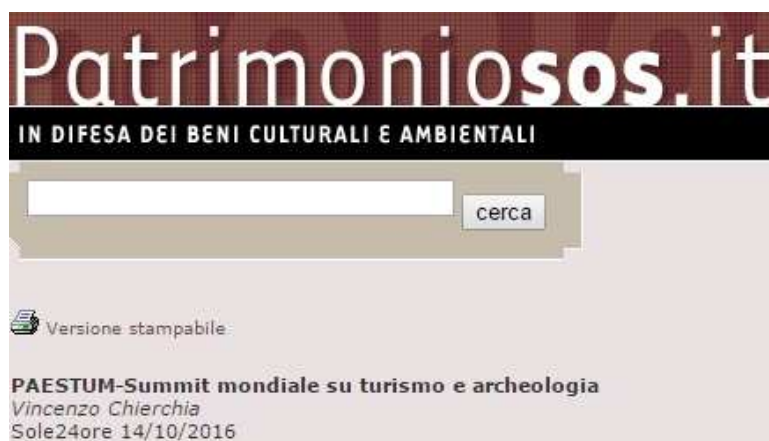 Patrimoniosos.it
IN DIFESA DEI BENI CULTURALI E AMBIENTALI
cerca
Versione stampabile
PAESTUM-Summit mondiale su turismo e archeologia
Vincenzo Chierchia
Sole24ore 14/10/2016